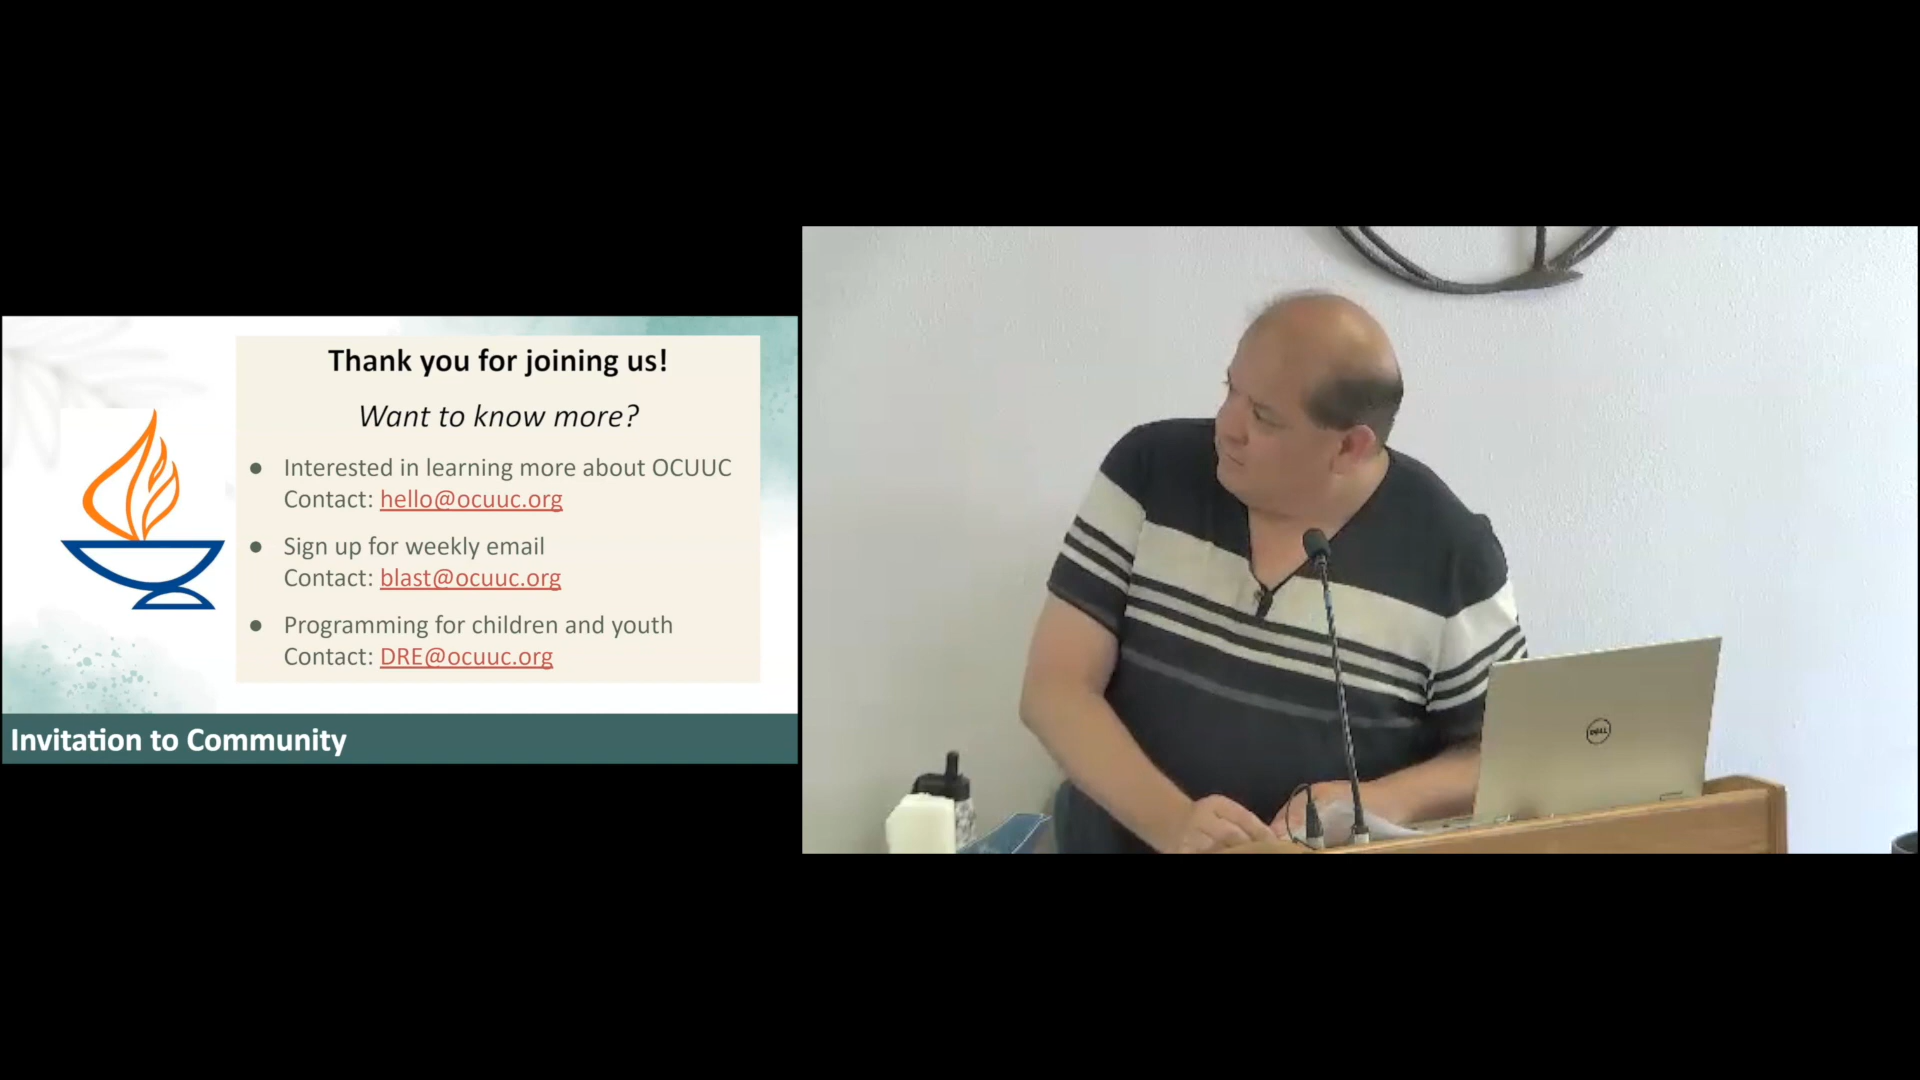 Thank you for joining us!
Want to know more?
● Interested in learning more about OCUUC
Contact: hello@ocuuc.org
● Sign up for weekly email
Contact: blast@ocuuc.org
● Programming for children and youth
Contact: DRE@ocuuc.org
Invitation to Community
DELL